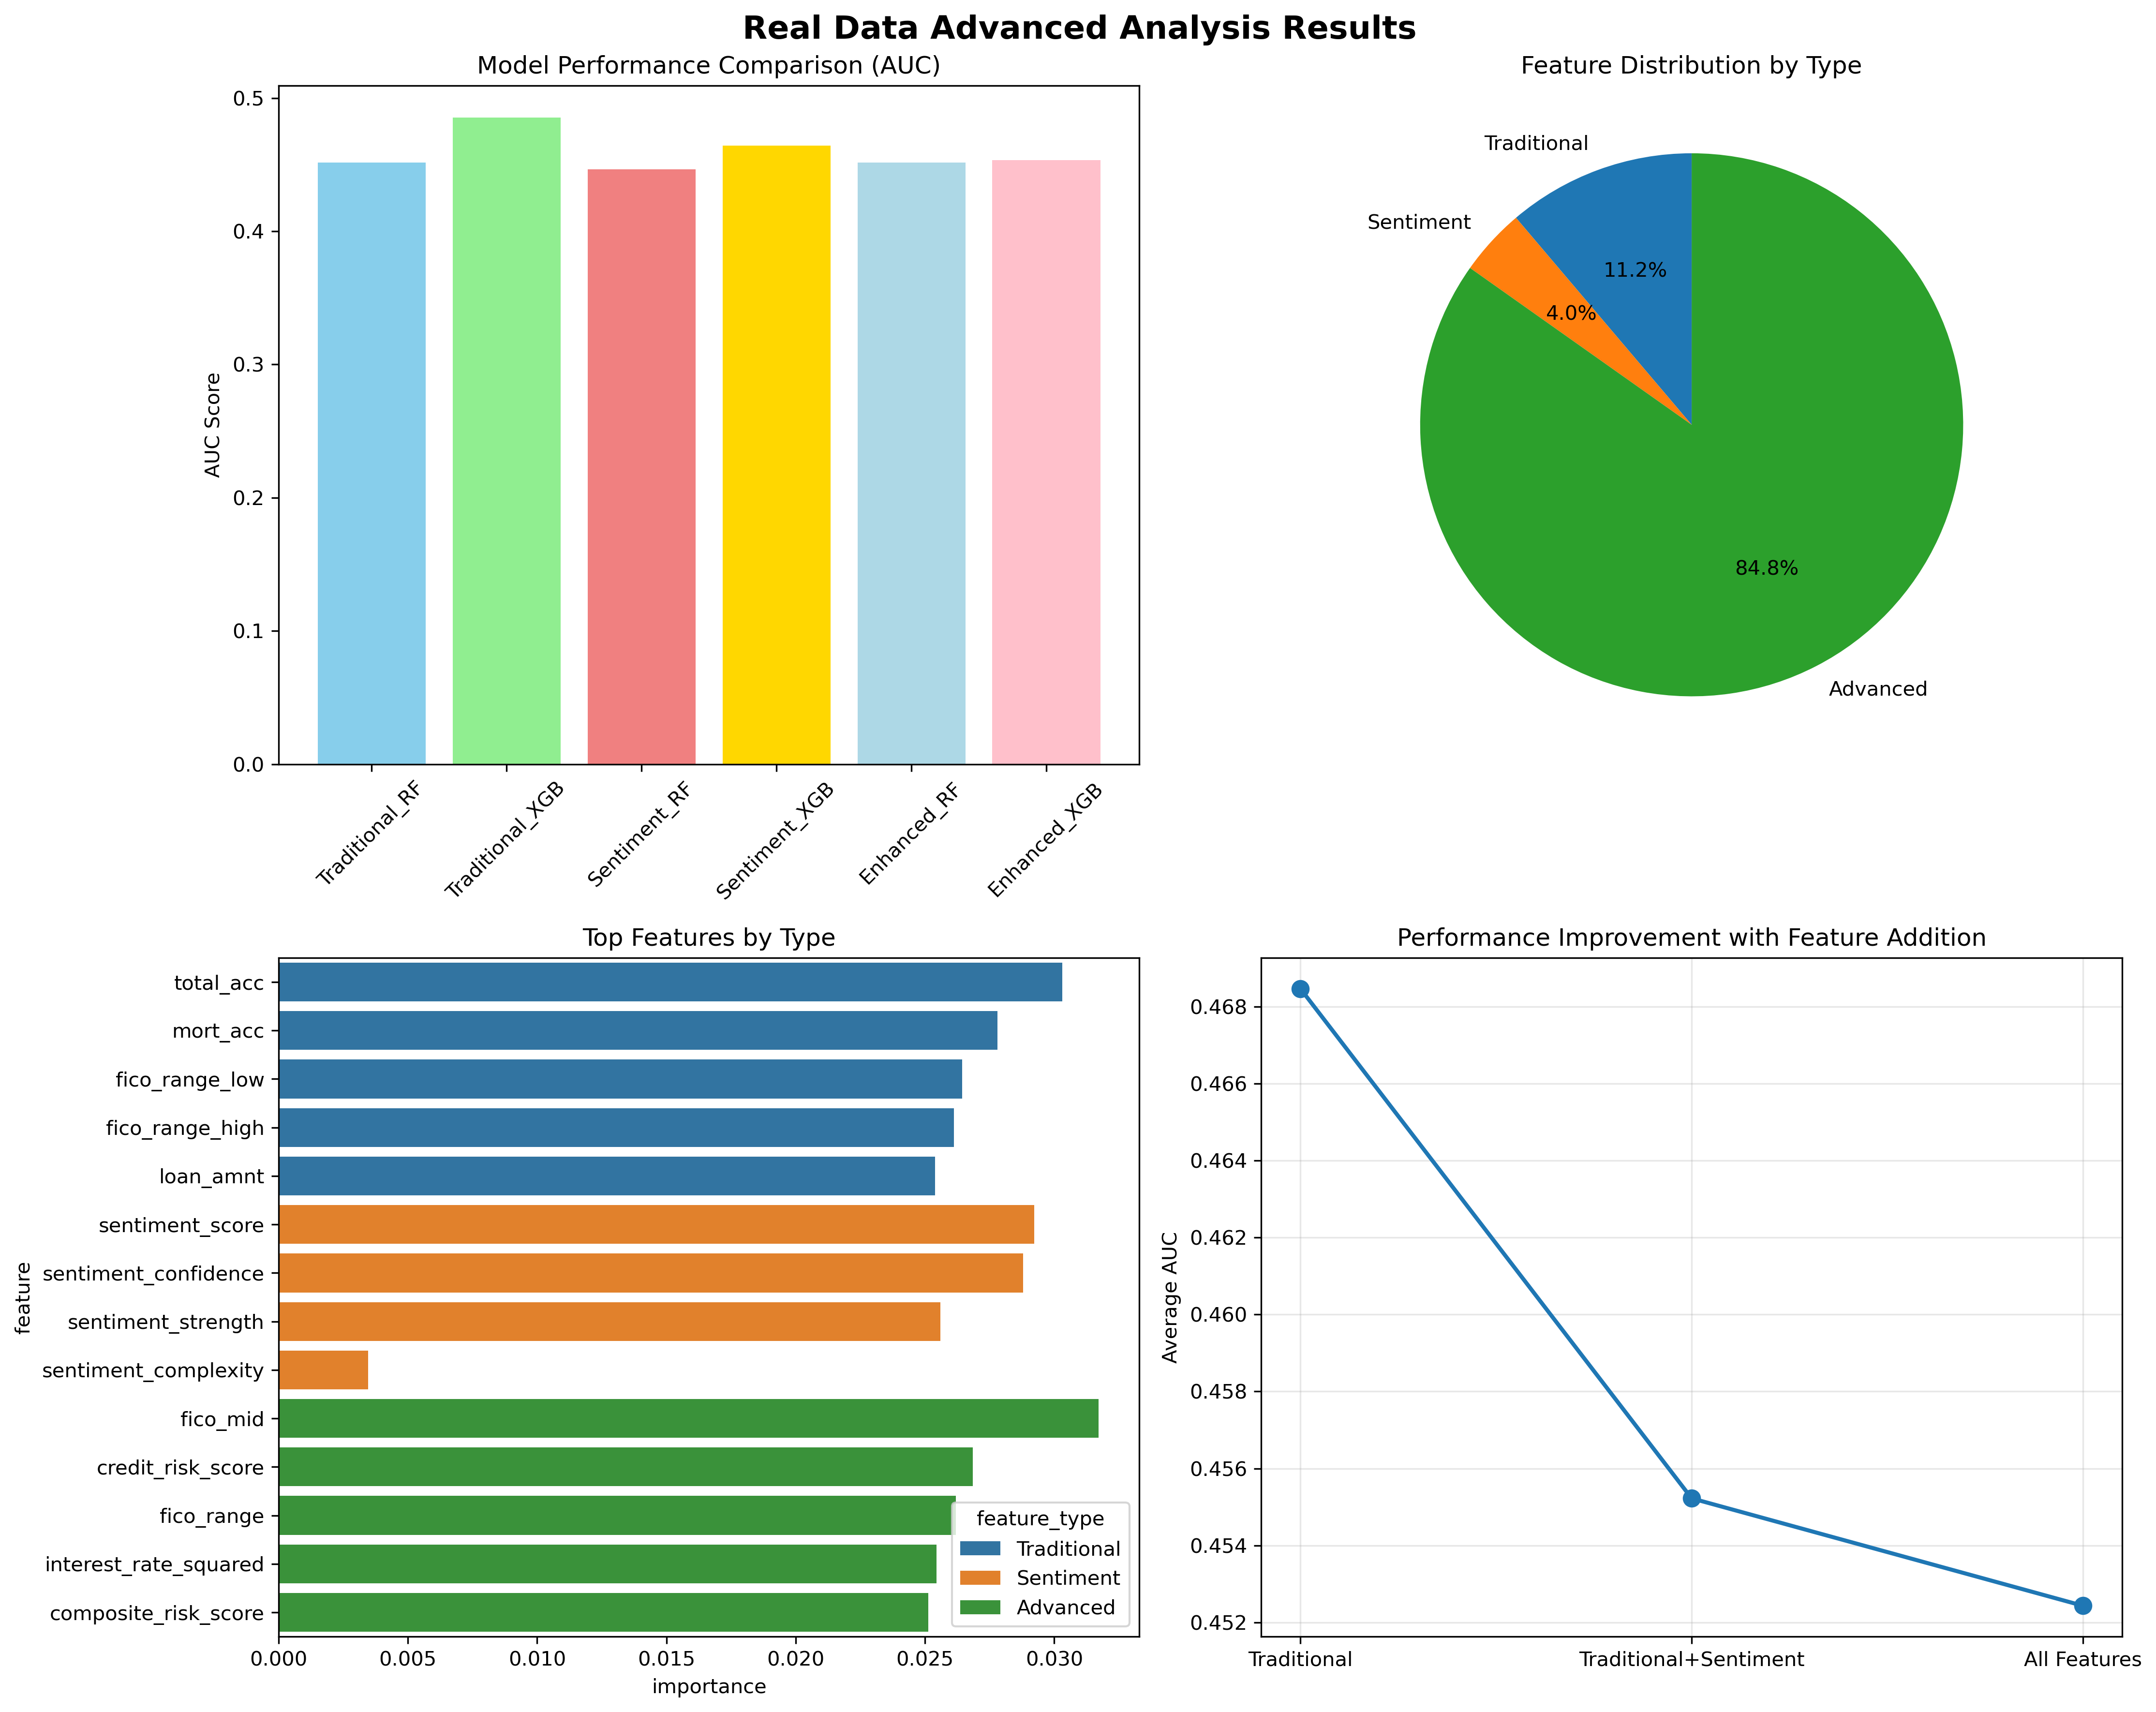 Real Data Advanced Analysis Results
Model Performance Comparison (AUC)
AUC Score
0.5
0.4
0.3
0.2
0.1
0.0
Traditional_RF
Traditional_XGB
Sentiment_RF
Sentiment_XGB
Enhanced_RF
Enhanced_XGB
Feature Distribution by Type
Traditional
Sentiment
Advanced
11.2%
4.0%
84.8%
Top Features by Type
feature
total_acc
mort_acc
fico_range_low
fico_range_high
loan_amnt
sentiment_score
sentiment_confidence
sentiment_strength
sentiment_complexity
fico_mid
credit_risk_score
fico_range
interest_rate_squared
composite_risk_score
feature_type
Traditional
Sentiment
Advanced
0.000 0.005 0.010 0.015 0.020 0.025 0.030
importance
Performance Improvement with Feature Addition
Average AUC
0.468
0.466
0.464
0.462
0.460
0.458
0.456
0.454
0.452
Traditional Traditional+Sentiment All Features